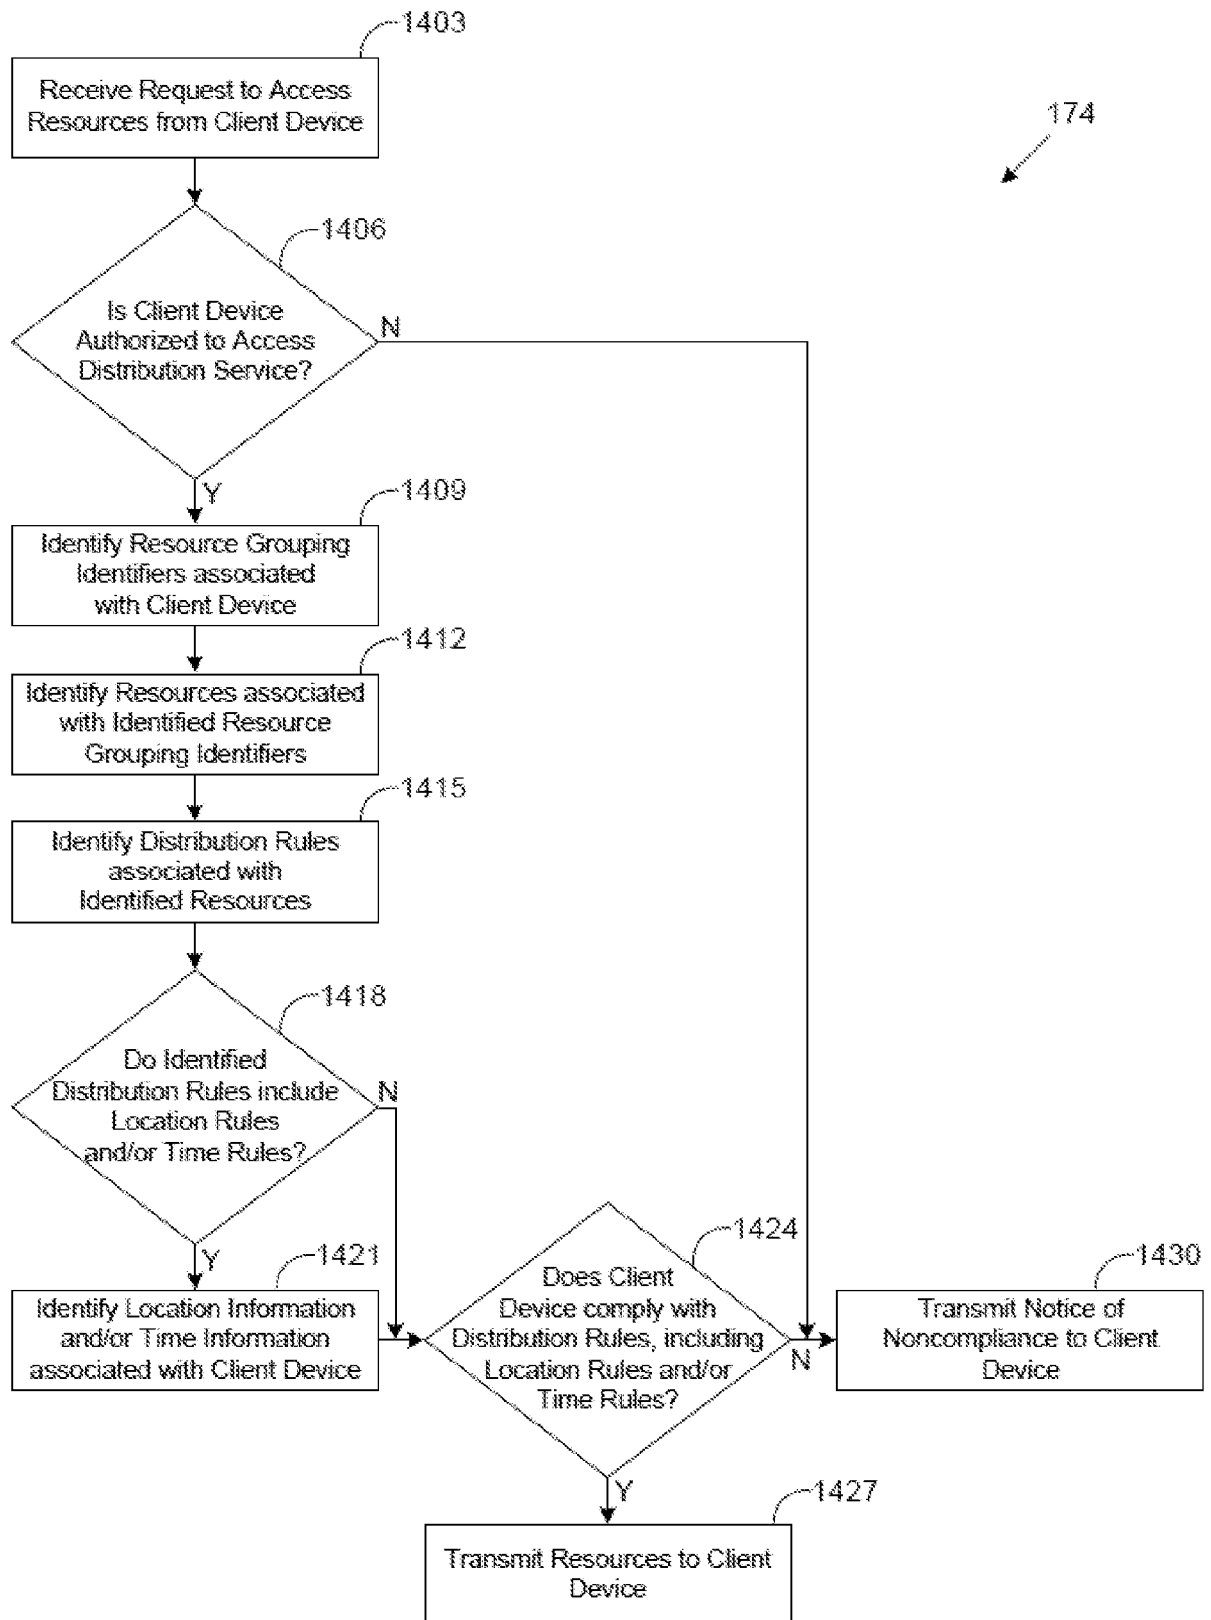 1403
Receive Request to Access
Resources from Client Device
174
1406
Is Client Device
Authorized to Access
Distribution Service?
N
Y
1409
Identify Resource Grouping
Identifiers associated
with Client Device
1412
Identify Resources associated
with Identified Resource
Grouping Identifiers
1415
Identify Distribution Rules
associated with
Identified Resources
1418
Do Identified
Distribution Rules include
Location Rules
and/or Time Rules?
N
Y
1421
Identify Location Information
and/or Time Information
associated with Client Device
1424
Does Client
Device comply with
Distribution Rules, including
Location Rules and/or
Time Rules?
N
Y
1430
Transmit Notice of
Noncompliance to Client
Device
1427
Transmit Resources to Client
Device